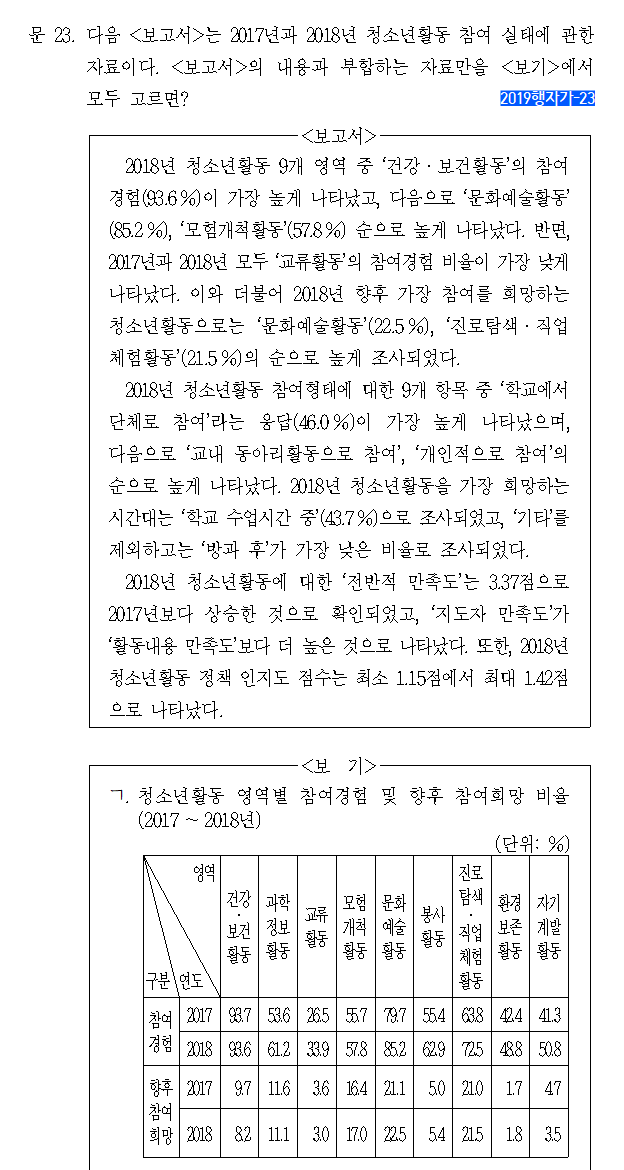 문 23. 다음 <보고서>는 2017년과 2018년 청소년활동 참여 실태에 관한
자료이다. <보고서>의 내용과 부합하는 자료만을 <보기>에서
모두 고르면?
2019행자가-23
<보고서>
2018년 청소년활동 9개 영역 중 ‘건강·보건활동’의 참여
경험(93.6 %)이 가장 높게 나타났고, 다음으로 ‘문화예술활동’
(85.2 %), ‘모험개척활동’(57.8 %) 순으로 높게 나타났다. 반면,
2017년과 2018년 모두 ‘교류활동’의 참여경험 비율이 가장 낮게
나타났다. 이와 더불어 2018년 향후 가장 참여를 희망하는
청소년활동으로는 ‘문화예술활동’(22.5 %), ‘진로탐색·직업
체험활동’(21.5 %)의 순으로 높게 조사되었다.
2018년 청소년활동 참여형태에 대한 9개 항목 중 ‘학교에서
단체로 참여’라는 응답(46.0 %)이 가장 높게 나타났으며,
다음으로 ‘교내 동아리활동으로 참여’, ‘개인적으로 참여’의
순으로 높게 나타났다. 2018년 청소년활동을 가장 희망하는
시간대는 ‘학교 수업시간 중’(43.7 %)으로 조사되었고, ‘기타’를
제외하고는 ‘방과 후’가 가장 낮은 비율로 조사되었다.
2018년 청소년활동에 대한 ‘전반적 만족도’는 3.37점으로
2017년보다 상승한 것으로 확인되었고, ‘지도자 만족도’가
‘활동내용 만족도’보다 더 높은 것으로 나타났다. 또한, 2018년
청소년활동 정책 인지도 점수는 최소 1.15점에서 최대 1.42점
으로 나타났다.
<보 기>
ㄱ. 청소년활동 영역별 참여경험 및 향후 참여희망 비율
(2017 ~ 2018년)
(단위: %)
구분 연도 영역 건강·보건활동 과학정보활동 교류활동 모험개척활동 문화예술활동 봉사활동 진로탐색·직업체험활동 환경보존활동 자기계발활동
참여경험 2017 93.7 53.6 26.5 55.7 79.7 55.4 63.8 42.4 41.3
2018 93.6 61.2 33.9 57.8 85.2 62.9 72.5 48.8 50.8
향후참여희망 2017 9.7 11.6 3.6 16.4 21.1 5.0 21.0 1.7 4.7
2018 8.2 11.1 3.0 17.0 22.5 5.4 21.5 1.8 3.5